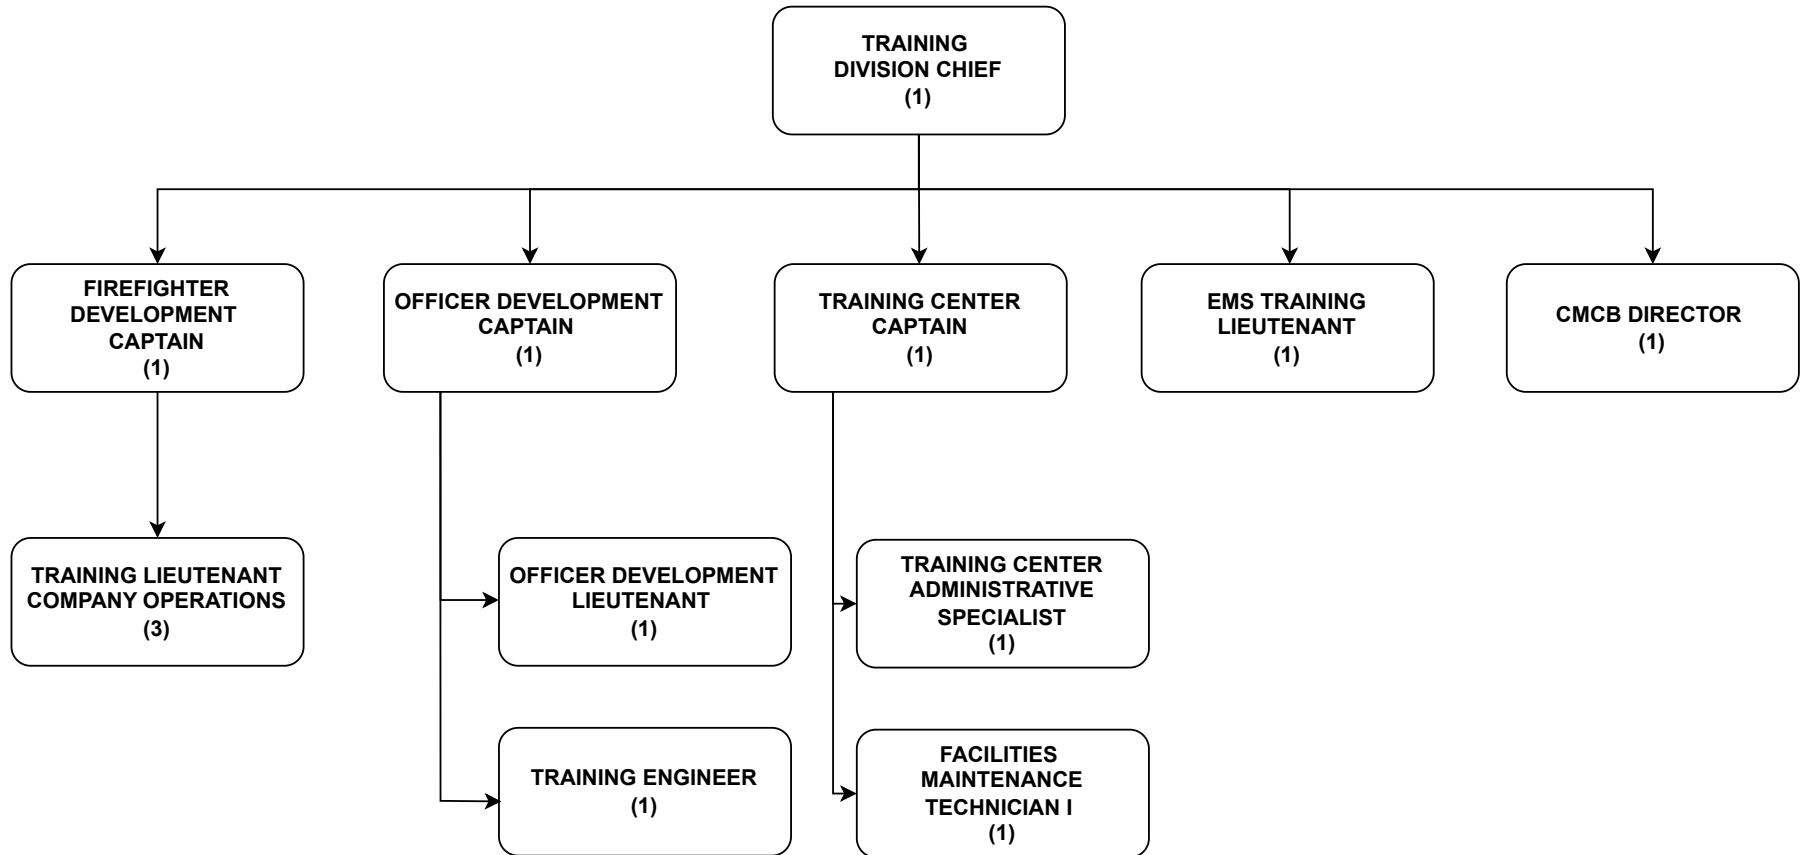 TRAINING
DIVISION CHIEF
(1)
FIREFIGHTER
DEVELOPMENT
CAPTAIN
(1)
OFFICER DEVELOPMENT
CAPTAIN
(1)
TRAINING CENTER
CAPTAIN
(1)
EMS TRAINING
LIEUTENANT
(1)
CMCB DIRECTOR
(1)
TRAINING LIEUTENANT
COMPANY OPERATIONS
(3)
OFFICER DEVELOPMENT
LIEUTENANT
(1)
TRAINING CENTER
ADMINISTRATIVE
SPECIALIST
(1)
TRAINING ENGINEER
(1)
FACILITIES
MAINTENANCE
TECHNICIAN I
(1)